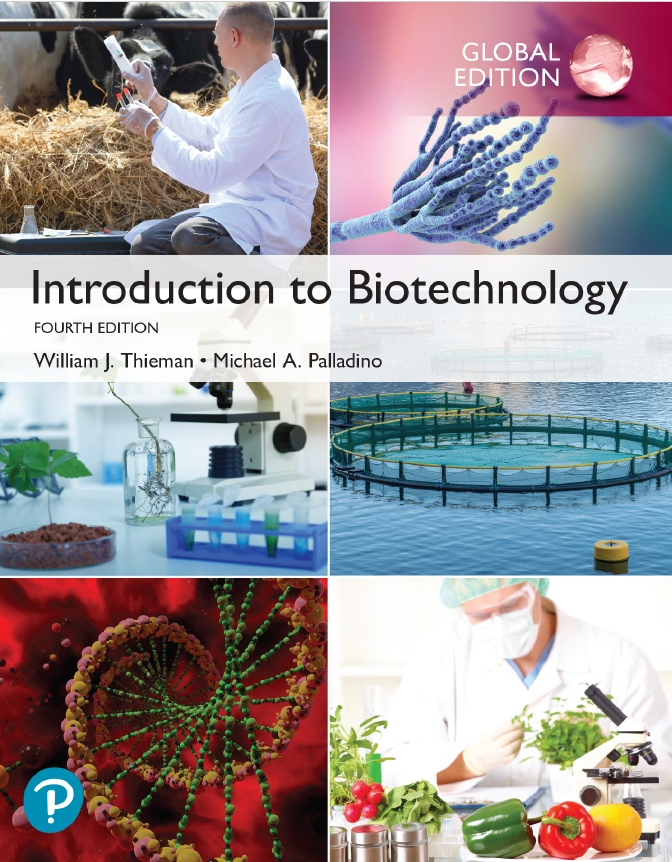 GLOBAL
EDITION
Introduction to Biotechnology
FOURTH EDITION
William J. Thieman • Michael A. Palladino
P